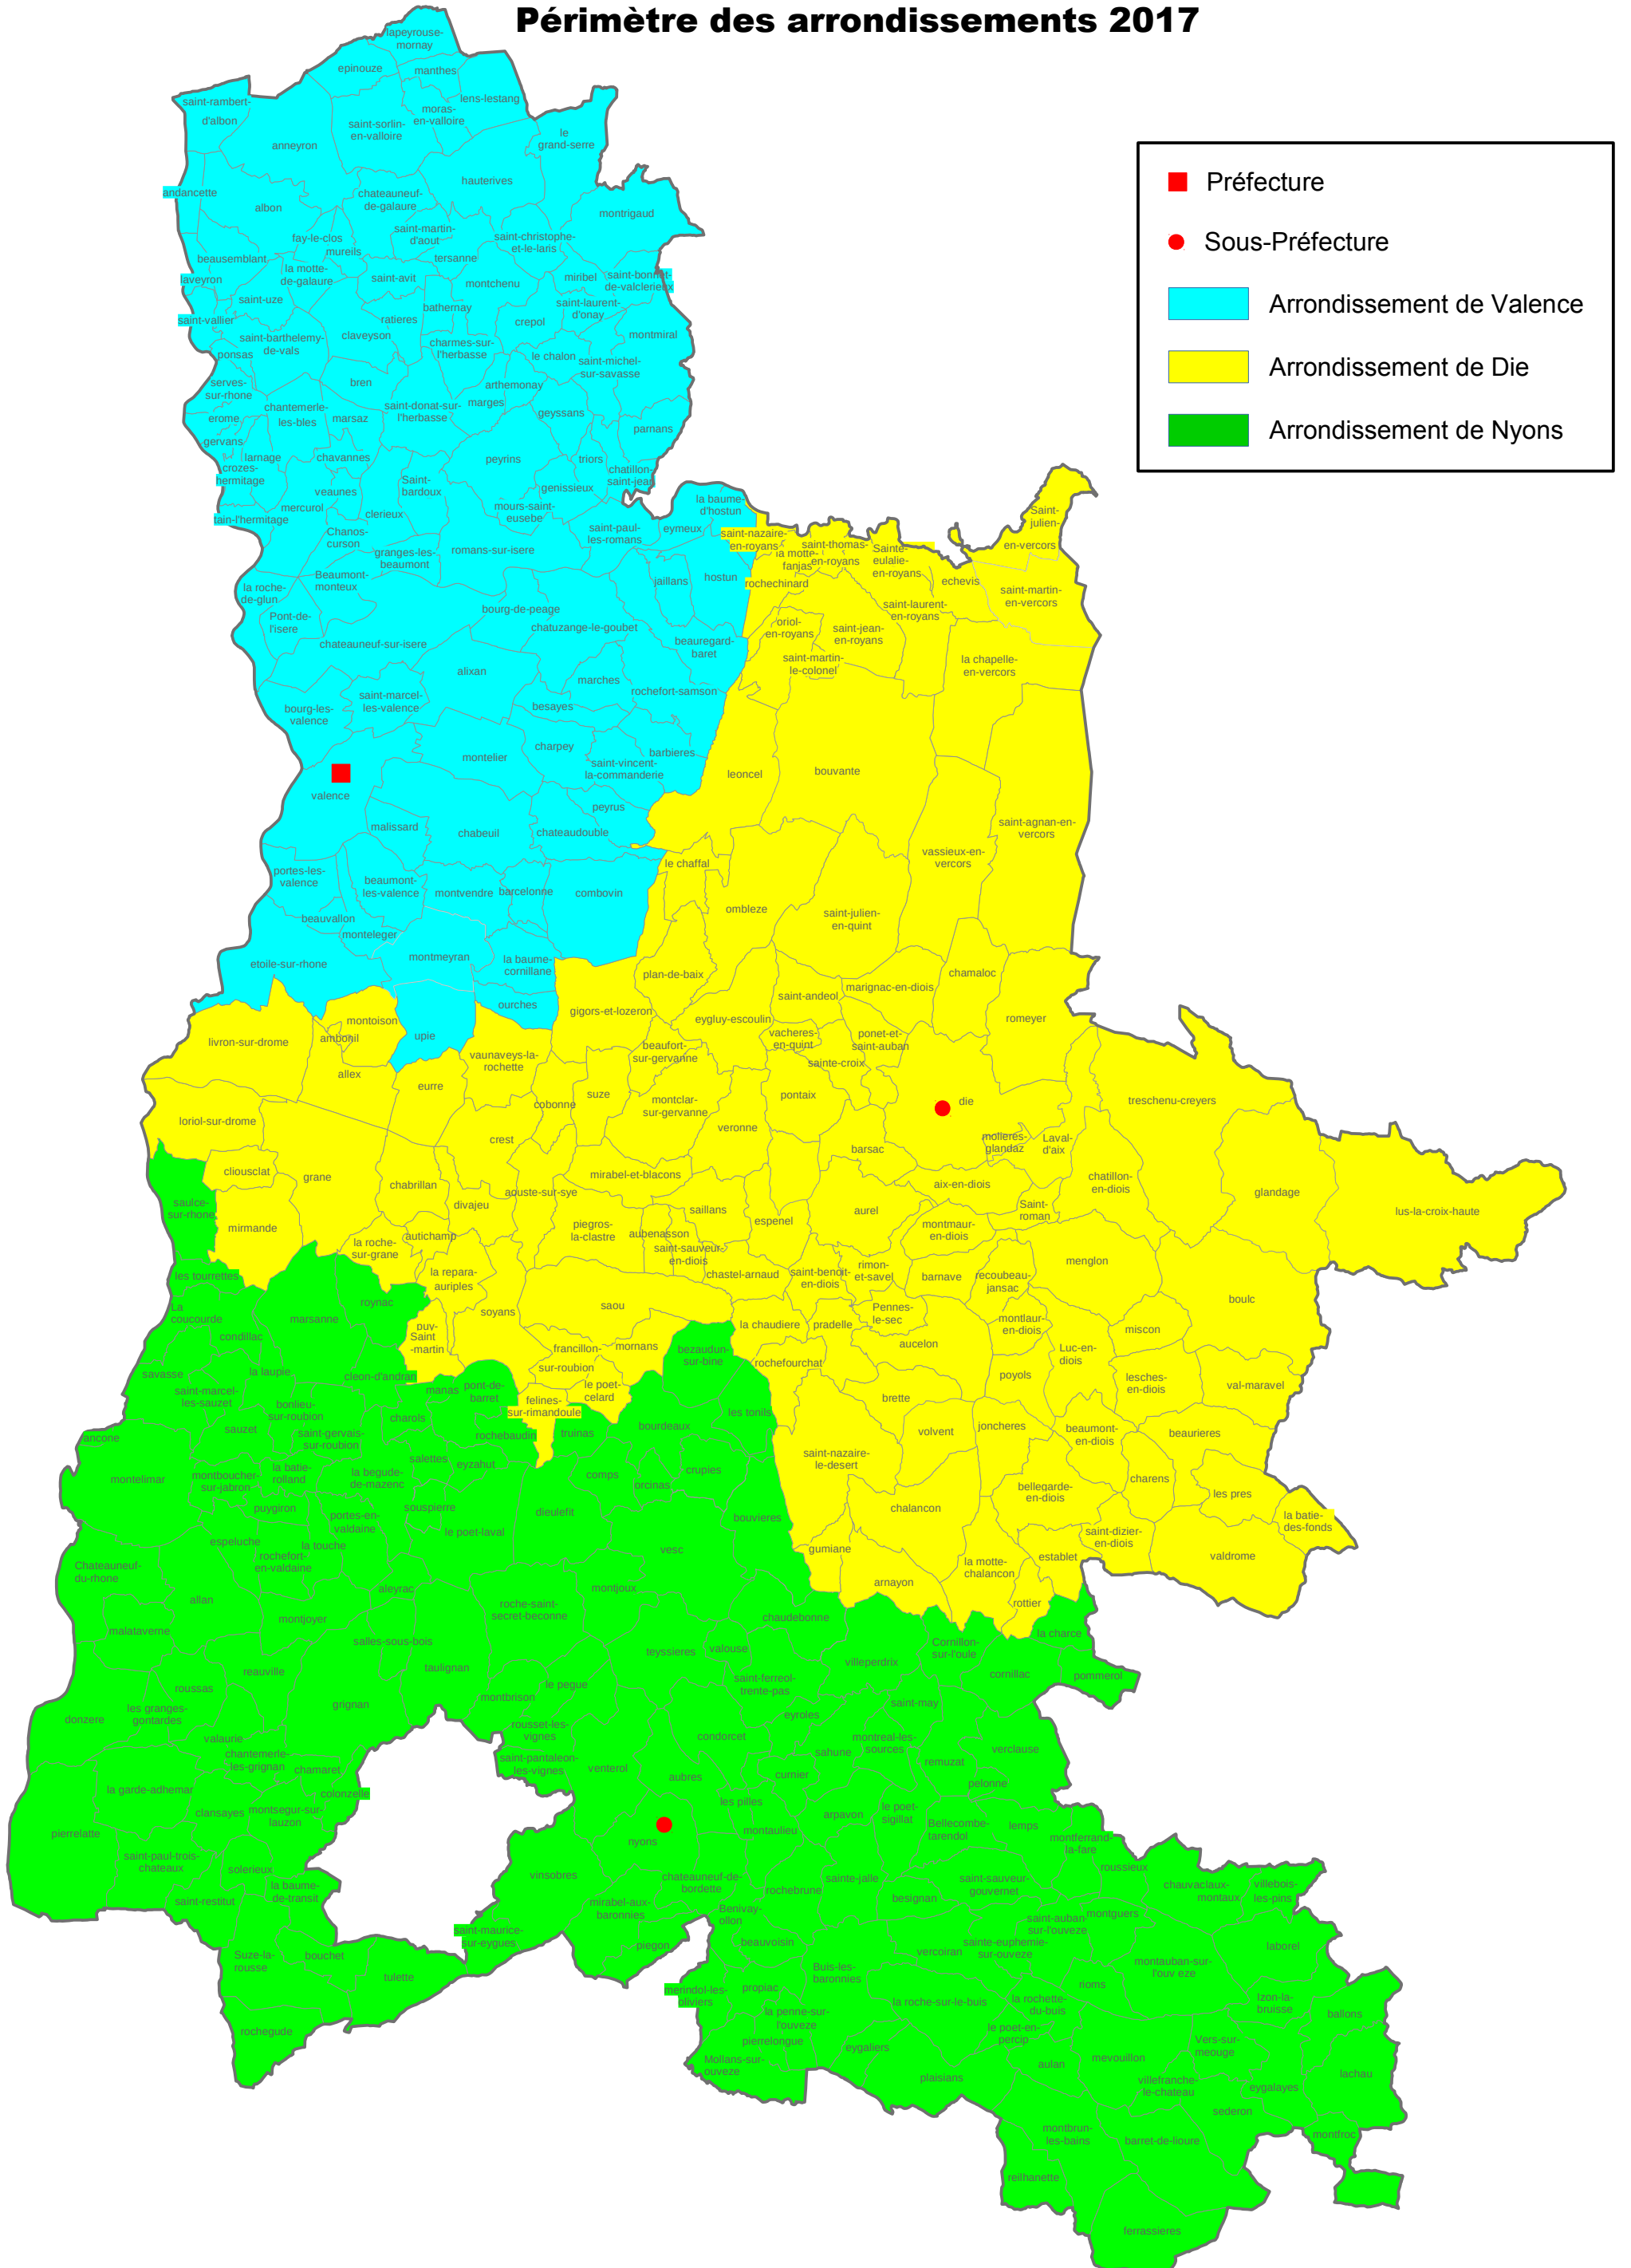 Périmètre des arrondissements 2017
Préfecture
Sous-Préfecture
Arrondissement de Valence
Arrondissement de Die
Arrondissement de Nyons
lapeyrouse-
mornay
epinouze
manthes
lens-lestang
saint-rambert-
d'albon
moras-
en-valloire
saint-sorlin-
en-valloire
anneyron
le
grand-serre
hauterives
andancette
albon
chateauneuf-
de-galaure
montrigaud
fay-le-clos
mureils
saint-martin-
d'aout
saint-christophe-
et-le-laris
tersanne
beausemblant
la motte-
de-galaure
saint-avit
montchenu
miribel
saint-bonnet-
de-valclerieux
laveyron
saint-uze
bathernay
saint-laurent-
d'onay
saint-vallier
ratieres
crepol
montmiral
saint-barthelemy-
de-vals
claveyson
charmes-sur-
l'herbasse
le chalon
saint-michel-
sur-savasse
ponsas
bren
arthemonay
serves-
sur-rhone
chantemerle-
les-bles
marsaz
saint-donat-sur-
l'herbasse
marges
geyssans
parnans
erome
gervans
larnage
chavannes
peyrins
triors
chatillon-
saint-jean
crozes-
hermitage
veaunes
Saint-
bardoux
genissieux
la baume-
d'hostun
mercurol
clerieux
mours-saint-
eusebe
tain-l'hermitage
Chanos-
curson
saint-paul-
les-romans
eymeux
granges-les-
beaumont
romans-sur-isere
saint-nazaire-
en-royans
la motte-
fanjas
saint-thomas-
en-royans
Sainte-
eulalie-
en-royans
Saint-
julien-
en-vercors
Beaumont-
monteux
la roche-
de-glun
jaillans
hostun
rochechinard
echevis
saint-martin-
en-vercors
Pont-de-
l'isere
bourg-de-peage
chatuzange-le-goubet
oriol-
en-royans
saint-jean-
en-royans
saint-laurent-
en-royans
chateauneuf-sur-isere
beauregard-
baret
saint-martin-
le-colonel
la chapelle-
en-vercors
alixan
marches
rochefort-samson
saint-marcel-
les-valence
besayes
bourg-les-
valence
charpey
barbieres
montelier
saint-vincent-
la-commanderie
leoncel
bouvante
valence
peyrus
malissard
chabeuil
chateaudouble
saint-agnan-en-
vercors
vassieux-en-
vercors
le chaffal
portes-les-
valence
beaumont-
les-valence
montvendre
barcelonne
combovin
ombleze
saint-julien-
en-quint
beauvallon
monteleger
montmeyran
la baume-
cornillane
etoile-sur-rhone
plan-de-baix
chamaloc
marignac-en-diois
saint-andeol
ourches
gigors-et-lozeron
eygluy-escoulin
romeyer
montoison
ambonil
upie
livron-sur-drome
vacheres-
en-quint
ponet-et-
saint-auban
beaufort-
sur-gervanne
vaunaveys-la-
rochette
sainte-croix
allex
eurre
suze
cobonne
montclar-
sur-gervanne
pontaix
die
treschenu-creyers
loriol-sur-drome
veronne
crest
barsac
molieres-
glandaz
Laval-
d'aix
cliousclat
grane
chabrillan
mirabel-et-blacons
chatillon-
en-diois
aix-en-diois
glandage
lus-la-croix-haute
saulce-
sur-rhone
divajeu
aouste-sur-sye
saillans
espenel
aurel
Saint-
roman
mirmande
piegros-
la-clastre
aubenasson
montmaur-
en-diois
la roche-
sur-grane
autichamp
saint-sauveur-
en-diois
menglon
chastel-arnaud
saint-benoit-
en-diois
rimon-
et-savel
barnave
recoubeau-
jansac
les tourrettes
la repara-
auriples
boulc
La
coucourde
marsanne
roynac
soyans
saou
Pennes-
le-sec
montlaur-
en-diois
miscon
condillac
puy-
Saint
-martin
la chaudiere
pradelle
aucelon
francillon-
sur-roubion
mornans
bezaudun-
sur-bine
rochefourchat
Luc-en-
diois
savasse
la laupie
cleon-d'andran
poyols
lesches-
en-diois
val-maravel
saint-marcel-
les-sauzet
manas
pont-de-
barret
le poet-
celard
bonlieu-
sur-roubion
felines-
sur-rimandoule
brette
charols
les tonils
sauzet
saint-gervais-
sur-roubion
rochebaudin
truinas
bourdeaux
volvent
joncheres
beaumont-
en-diois
beaurieres
ancone
saint-nazaire-
le-desert
salettes
eyzahut
montelimar
montboucher-
sur-jabron
la batie-
rolland
la begude-
de-mazenc
comps
orcinas
crupies
charens
bellegarde-
en-diois
les pres
puygiron
souspierre
dieulefit
bouvieres
chalancon
la batie-
des-fonds
portes-en-
valdaine
le poet-laval
saint-dizier-
en-diois
espeluche
la touche
vesc
gumiane
valdrome
rochefort-
en-valdaine
la motte-
chalancon
establet
Chateauneuf-
du-rhone
arnayon
aleyrac
montjoux
allan
roche-saint-
secret-beconne
rottier
montjoyer
chaudebonne
malataverne
la charce
salles-sous-bois
teyssieres
valouse
Cornillon-
sur-l'oule
villeperdrix
reauville
taulignan
cornillac
pommerol
saint-ferreol-
trente-pas
le pegue
roussas
montbrison
grignan
saint-may
les granges-
gontardes
eyroles
donzere
rousset-les-
vignes
condorcet
montreal-les-
sources
valaurie
verclause
sahune
chantemerle-
les-grignan
saint-pantaleon-
les-vignes
remuzat
chamaret
venterol
aubres
curnier
pelonne
la garde-adhemar
colonzelle
les pilles
clansayes
montsegur-sur-
lauzon
arpavon
le poet-
sigillat
Bellecombe-
tarendol
lemps
montaulieu
pierrelatte
nyons
montferrand-
la-fare
saint-paul-trois-
chateaux
roussieux
solerieux
vinsobres
chateauneuf-de-
bordette
sainte-jalle
saint-sauveur-
gouvernet
chauvaclaux-
montaux
villebois-
les-pins
la baume-
de-transit
rochebrune
besignan
saint-restitut
mirabel-aux-
baronnies
Benivay-
ollon
saint-auban-
sur-l'ouveze
montguers
saint-maurice-
sur-eygues
piegon
beauvoisin
vercoiran
sainte-euphemie-
sur-ouveze
laborel
Suze-la-
rousse
bouchet
tulette
Buis-les-
baronnies
montauban-sur-
l'ouv eze
merindol-les-
oliviers
propiac
rioms
la roche-sur-le-buis
la rochette-
du-buis
Izon-la-
bruisse
ballons
la penne-sur-
l'ouveze
rochegude
le poet-en-
percip
pierrelongue
eygaliers
Vers-sur-
meouge
mevouillon
Mollans-sur-
ouveze
aulan
plaisians
villefranche-
le-chateau
eygalayes
lachau
sederon
montbrun-
les-bains
barret-de-lioure
montfroc
reilhanette
ferrassieres